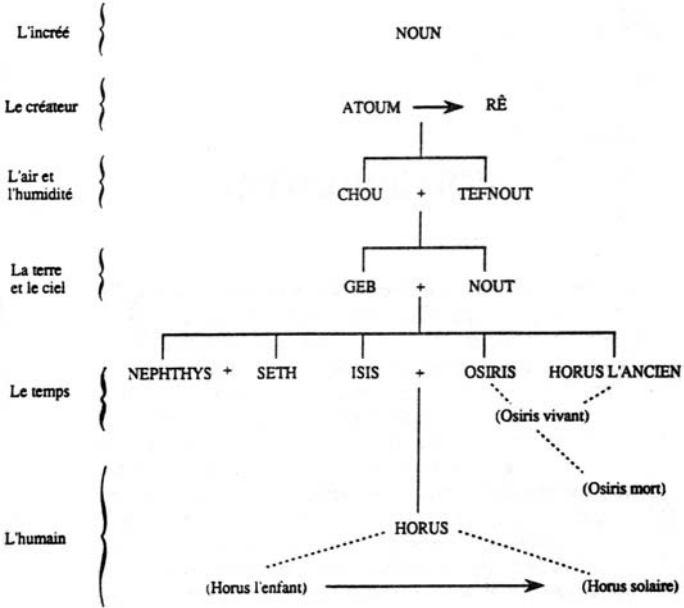 L'incréé
NOUN
Le créateur
ATOUM
RÊ
L'air et
l'humidité
CHOU + TEFNOUT
La terre
et le ciel
GEB + NOUT
Le temps
NEPHTHYS + SETH ISIS + OSIRIS HORUS L'ANCIEN
(Osiris vivant)
(Osiris mort)
L'humain
HORUS
(Horus l'enfant)
(Horus solaire)